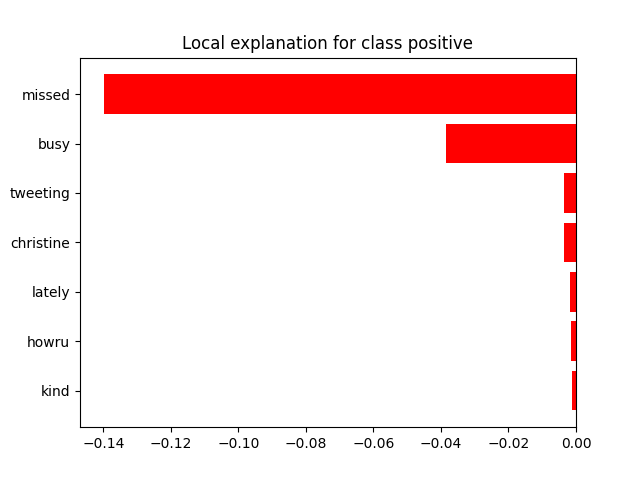 Local explanation for class positive
missed
busy
tweeting
christine
lately
howru
kind
−0.14 −0.12 −0.10 −0.08 −0.06 −0.04 −0.02 0.00